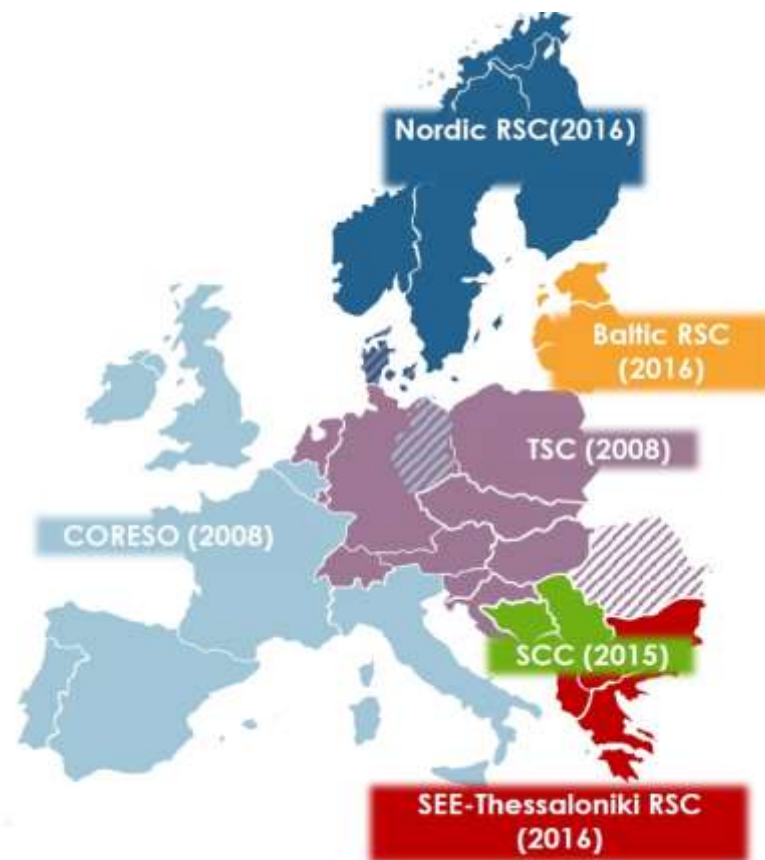 Nordic RSC(2016)
Baltic RSC
(2016)
TSC (2008)
CORESO (2008)
SCC (2015)
SEE-Thessaloniki RSC
(2016)